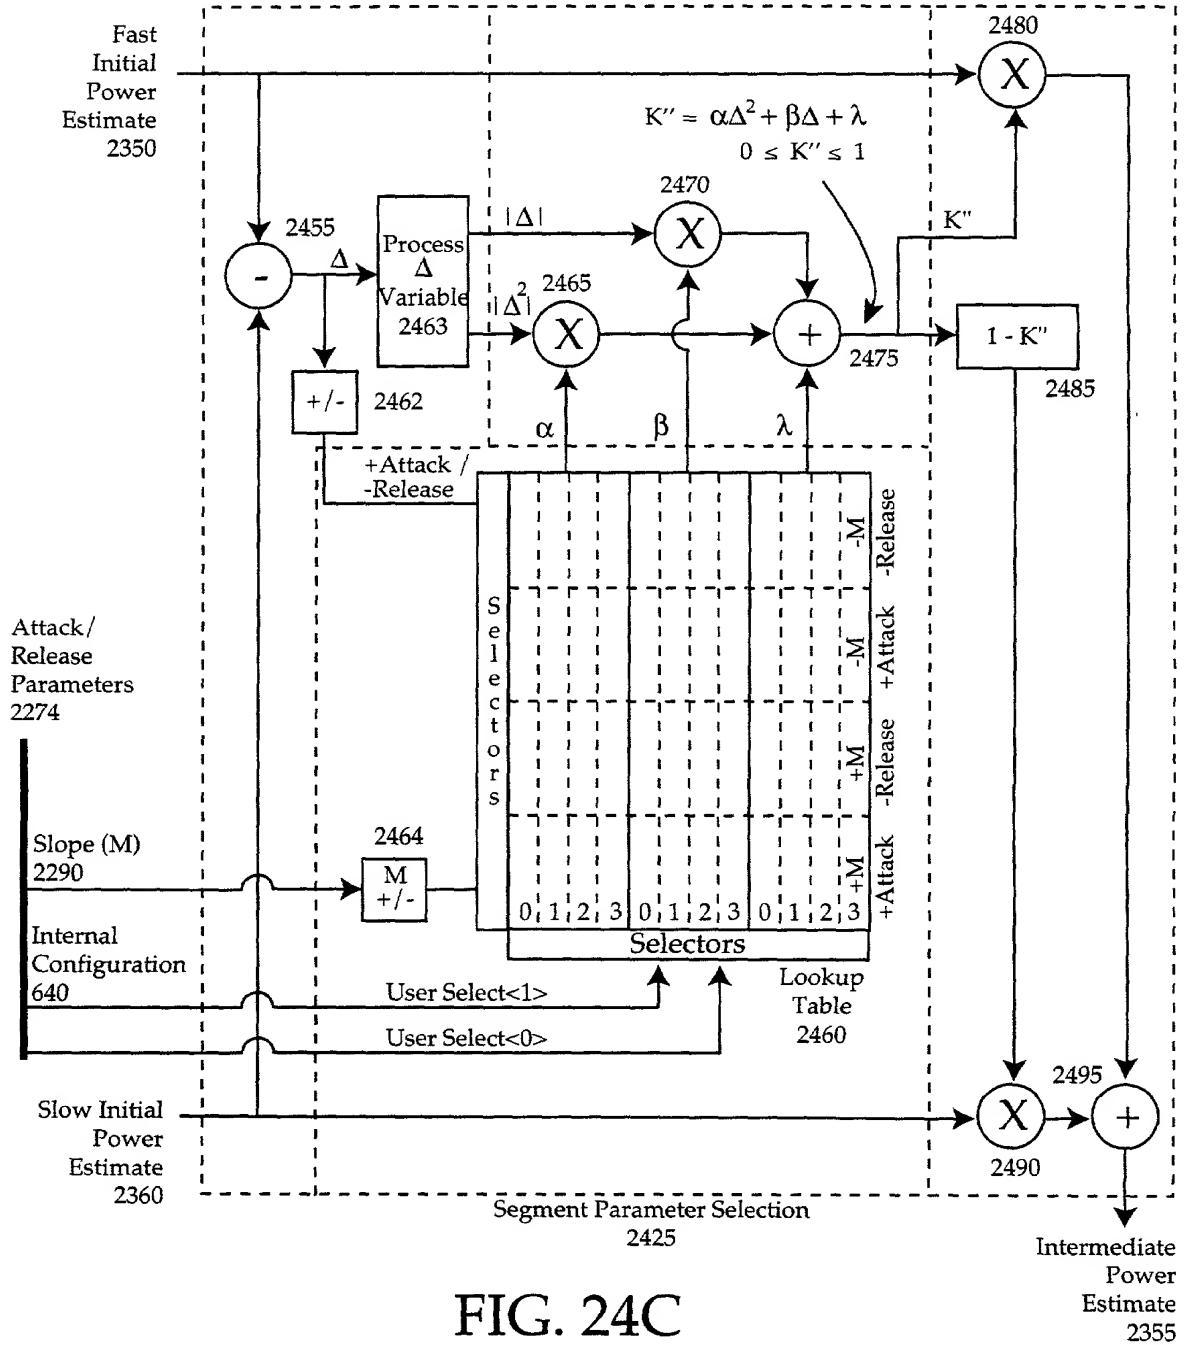 Fast
Initial
Power
Estimate
2350
2480
X
K″ = αΔ² + βΔ + λ
0 ≤ K″ ≤ 1
2455
-
Δ
Process
Δ
Variable
2463
|Δ|
2470
X
|Δ²|
2465
X
+
2475
K″
1 - K″
2485
+/-
2462
α
β
λ
+Attack /
-Release
Selectors
-M
-Release
-M
+Attack
+M
-Release
+M
+Attack
0 1 2 3 0 1 2 3 0 1 2 3
Selectors
Lookup
Table
2460
Attack/
Release
Parameters
2274
Slope (M)
2290
2464
M
+/-
Internal
Configuration
640
User Select<1>
User Select<0>
Slow Initial
Power
Estimate
2360
X
2490
2495
+
Segment Parameter Selection
2425
Intermediate
Power
Estimate
2355
FIG. 24C